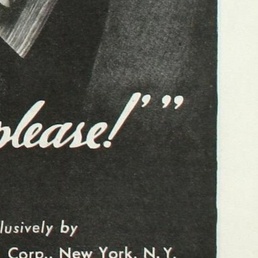 please!’ ”
lusively by
Corp., New York, N.Y.